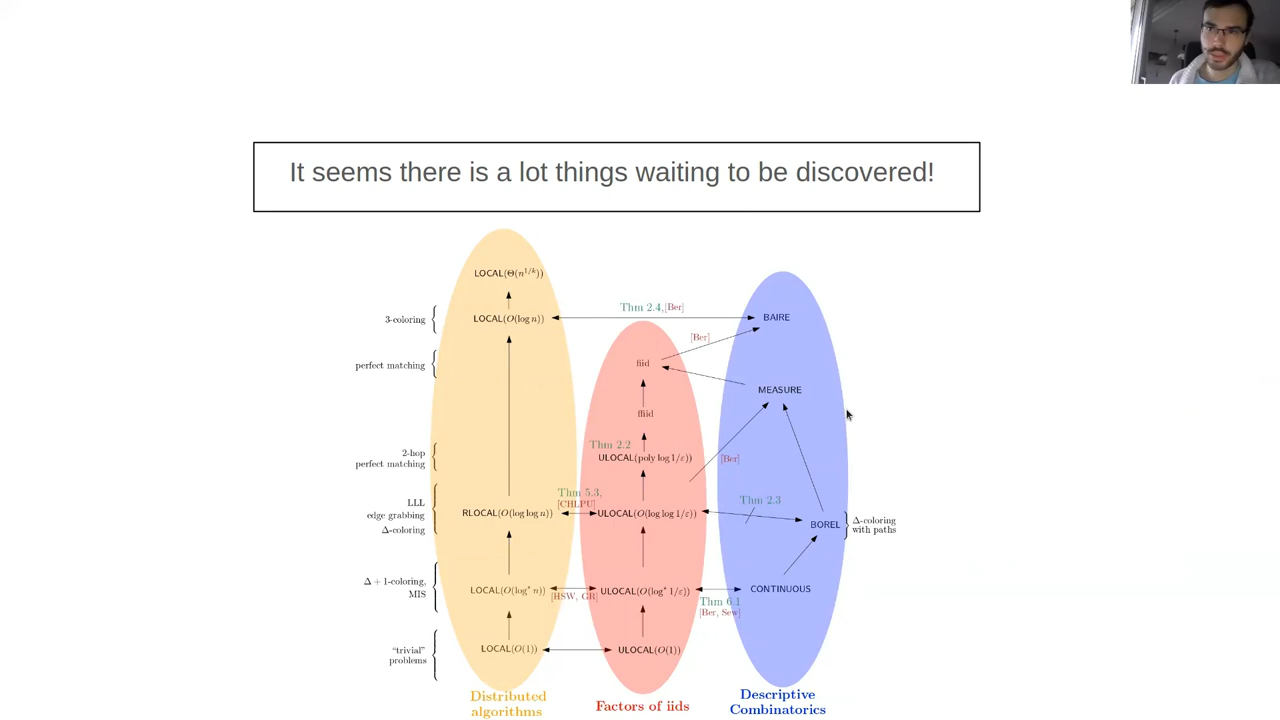 It seems there is a lot things waiting to be discovered!
LOCAL(Θ(n^{1/k}))
3-coloring
LOCAL(O(log n))
Thm 2.4,[Ber]
BAIRE
[Ber]
perfect matching
fiid
MEASURE
ffiid
2-hop
perfect matching
Thm 2.2
ULOCAL(poly log 1/ε))
[Ber]
LLL
edge grabbing
Δ-coloring
RLOCAL(O(log log n))
Thm 5.3,
[CHLPU]
ULOCAL(O(log log 1/ε))
Thm 2.3
BOREL
Δ-coloring
with paths
Δ + 1-coloring,
MIS
LOCAL(O(log* n))
[HSW, GR]
ULOCAL(O(log* 1/ε))
Thm 6.1
[Ber, Sew]
CONTINUOUS
"trivial"
problems
LOCAL(O(1))
ULOCAL(O(1))
Distributed
algorithms
Factors of iids
Descriptive
Combinatorics